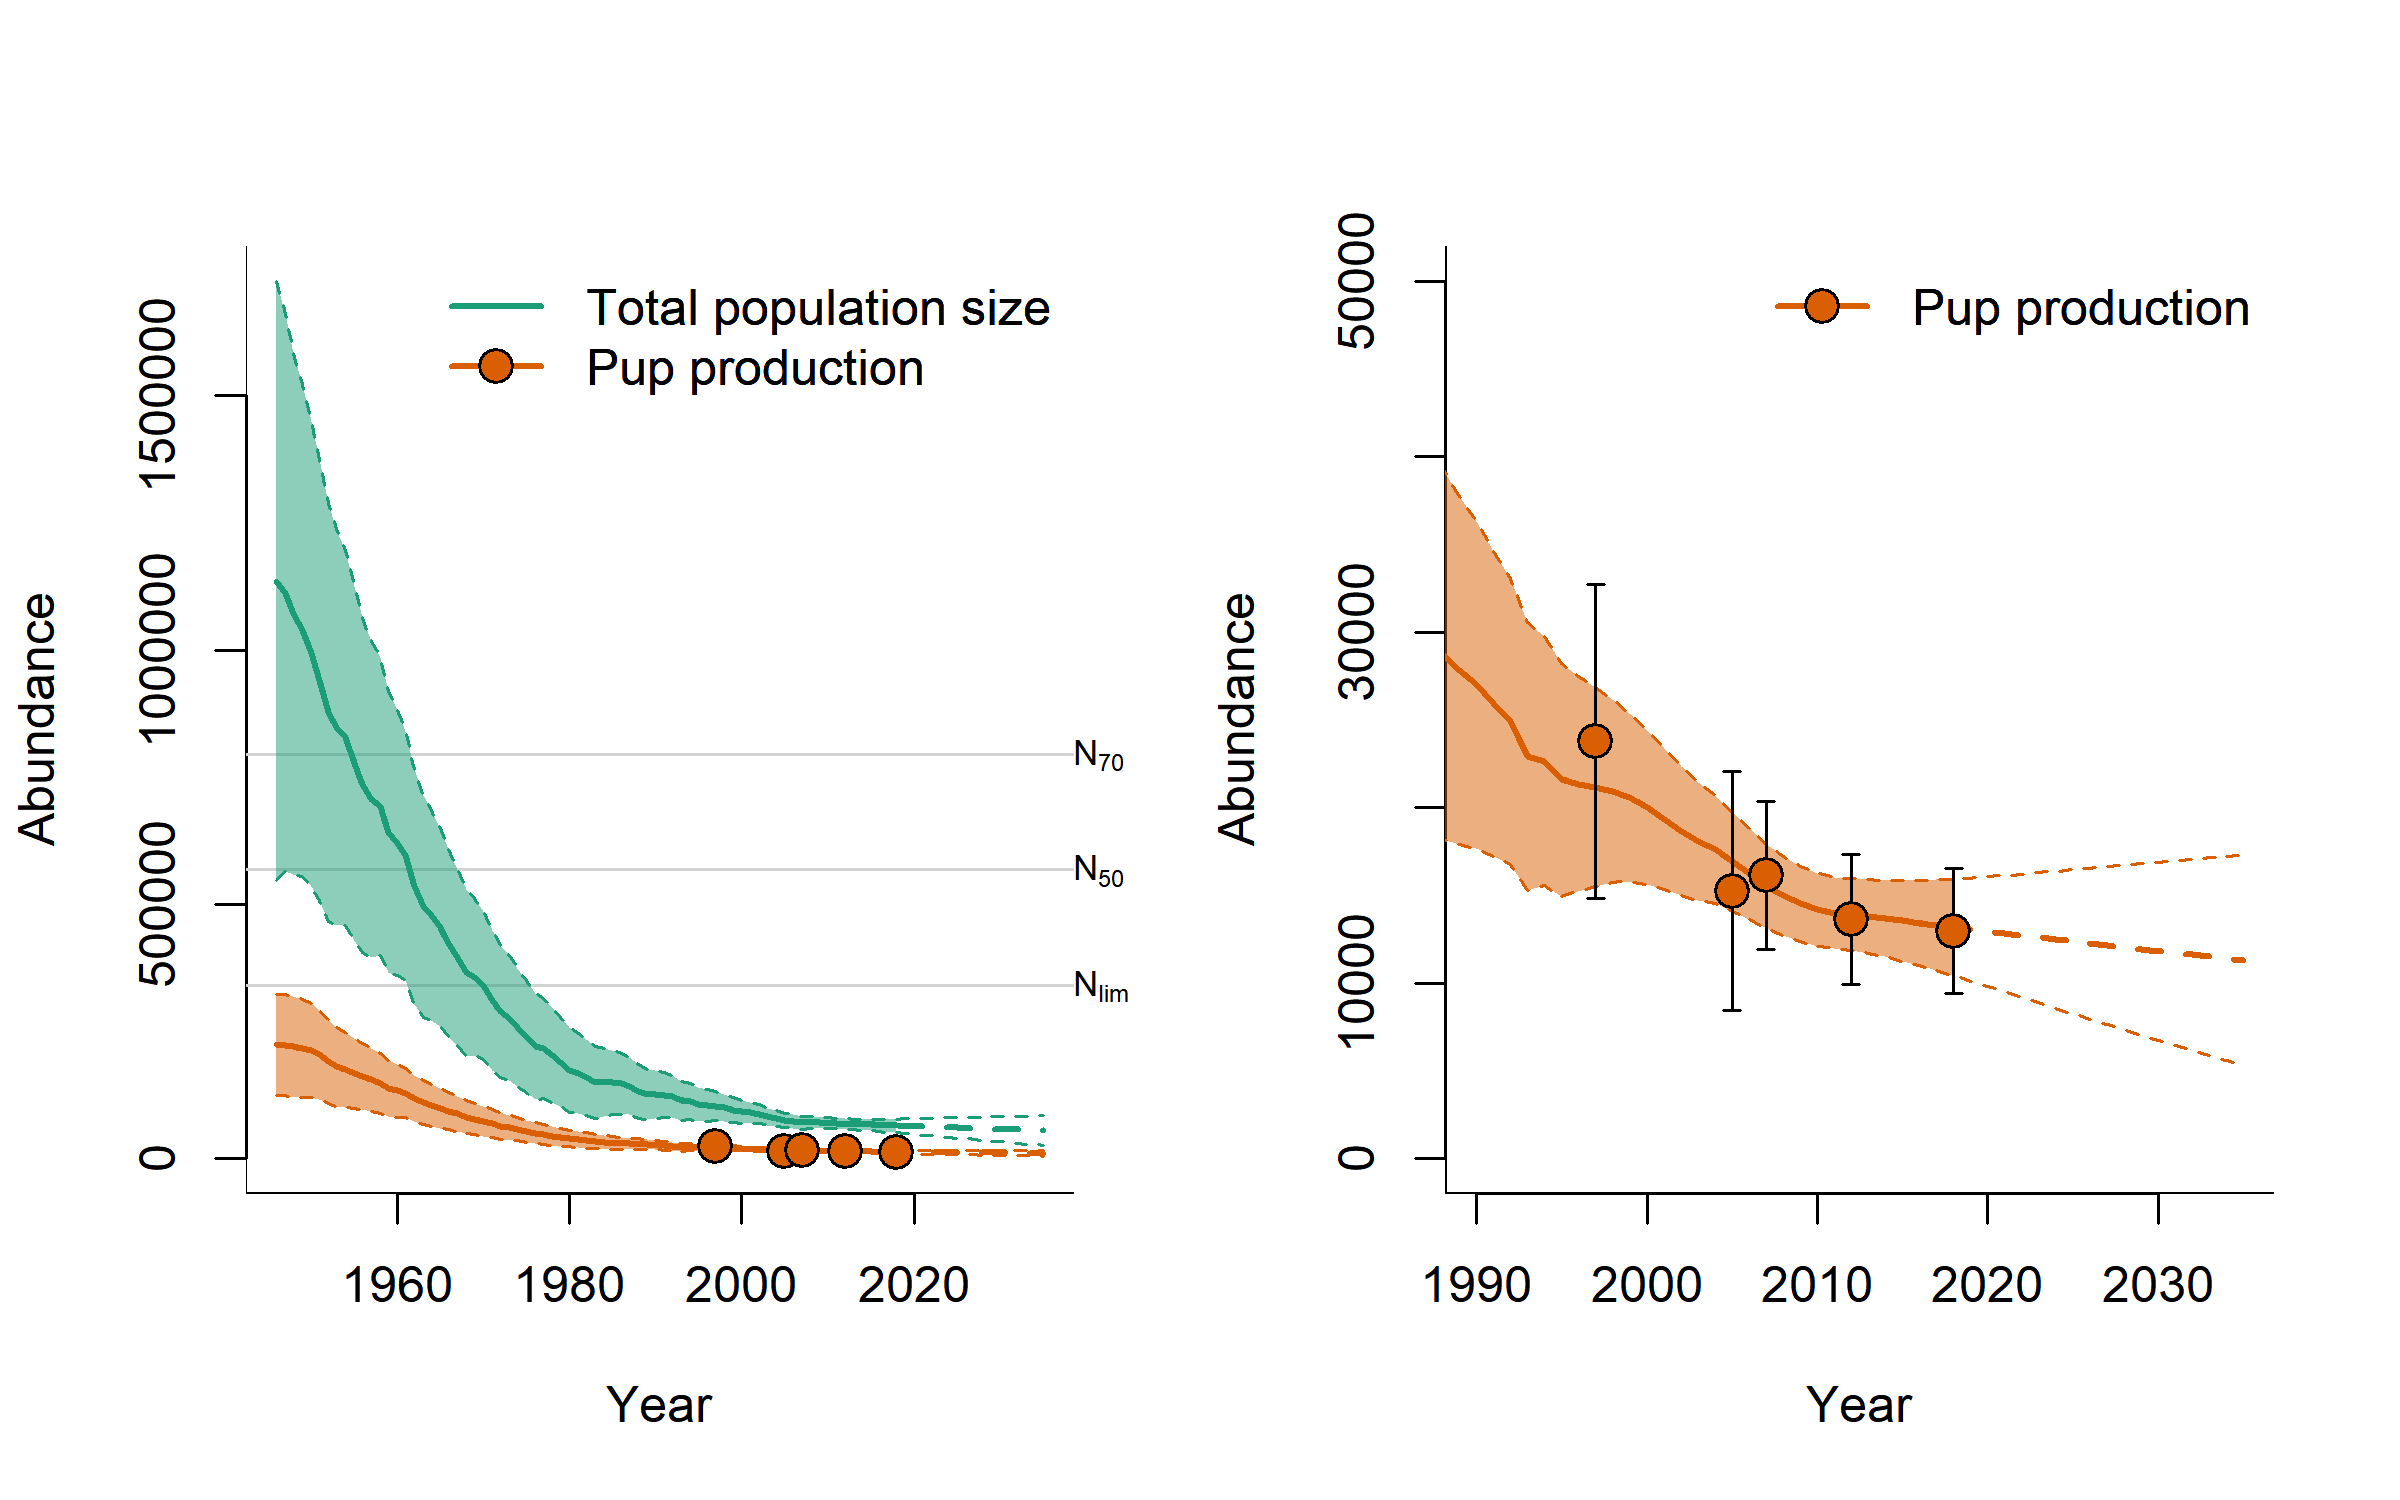 Total population size
Pup production
Abundance
1500000
1000000
500000
0
N70
N50
Nlim
1960 1980 2000 2020
Year
Pup production
Abundance
50000
30000
10000
0
1990 2000 2010 2020 2030
Year